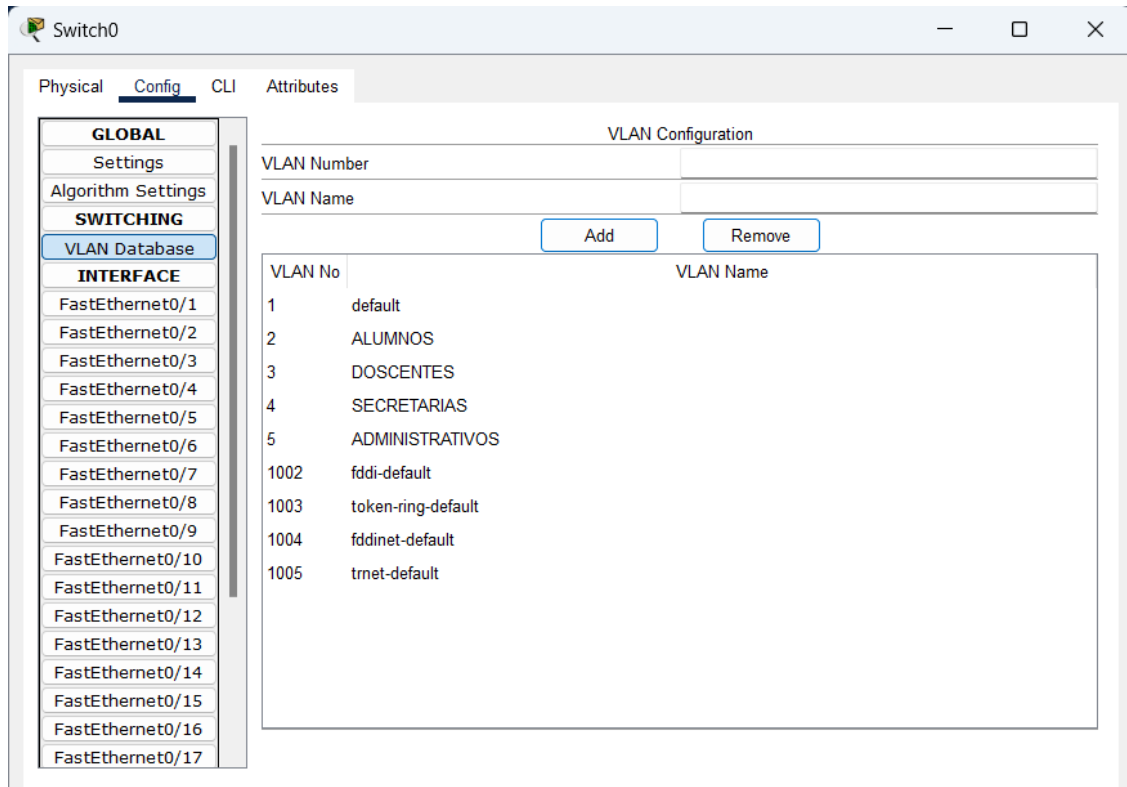 Switch0
Physical Config CLI Attributes
GLOBAL
Settings
Algorithm Settings
SWITCHING
VLAN Database
INTERFACE
FastEthernet0/1
FastEthernet0/2
FastEthernet0/3
FastEthernet0/4
FastEthernet0/5
FastEthernet0/6
FastEthernet0/7
FastEthernet0/8
FastEthernet0/9
FastEthernet0/10
FastEthernet0/11
FastEthernet0/12
FastEthernet0/13
FastEthernet0/14
FastEthernet0/15
FastEthernet0/16
FastEthernet0/17
VLAN Configuration
VLAN Number
VLAN Name
Add Remove
VLAN No VLAN Name
1 default
2 ALUMNOS
3 DOSCENTES
4 SECRETARIAS
5 ADMINISTRATIVOS
1002 fddi-default
1003 token-ring-default
1004 fddinet-default
1005 trnet-default